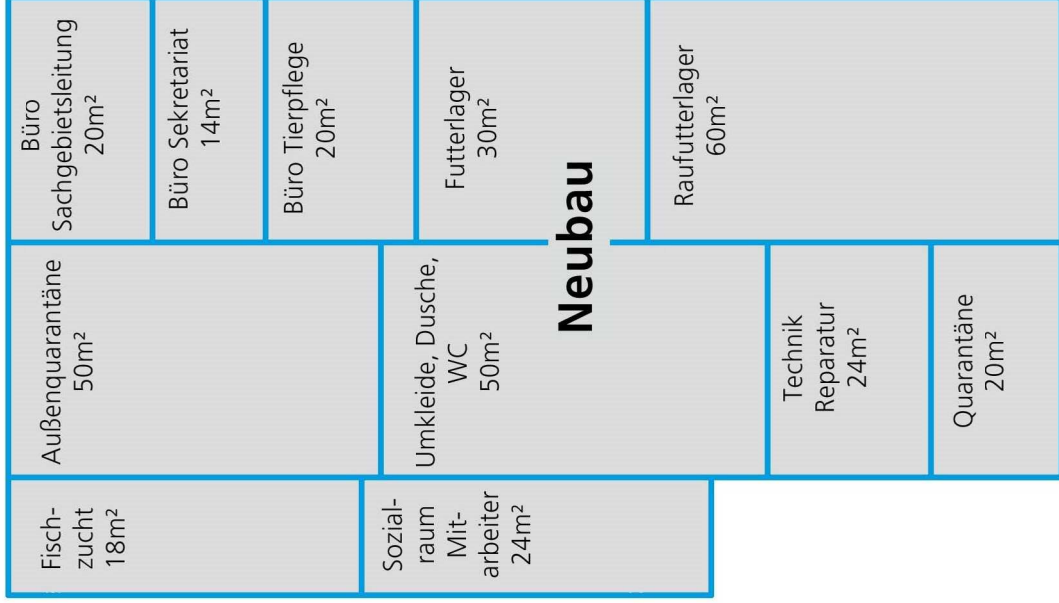 Büro
Sachgebietsleitung
20m²
Büro Sekretariat
14m²
Büro Tierpflege
20m²
Futterlager
30m²
Raufutterlager
60m²
Außenquarantäne
50m²
Umkleide, Dusche,
WC
50m²
Neubau
Technik
Reparatur
24m²
Quarantäne
20m²
Fisch-
zucht
18m²
Sozial-
raum
Mit-
arbeiter
24m²